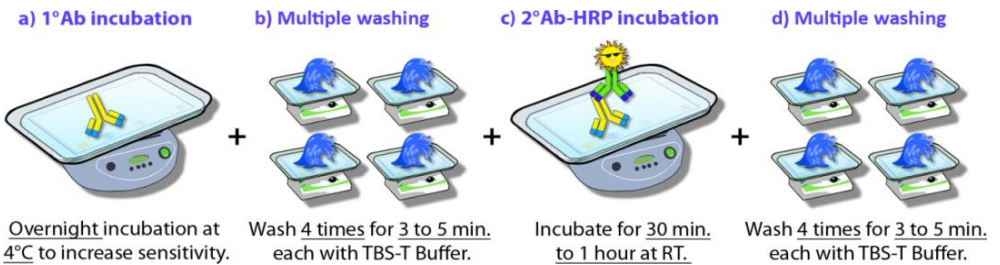 a) 1°Ab incubation
b) Multiple washing
c) 2°Ab-HRP incubation
d) Multiple washing
+
+
+
Overnight incubation at
4°C to increase sensitivity.
Wash 4 times for 3 to 5 min.
each with TBS-T Buffer.
Incubate for 30 min.
to 1 hour at RT.
Wash 4 times for 3 to 5 min.
each with TBS-T Buffer.